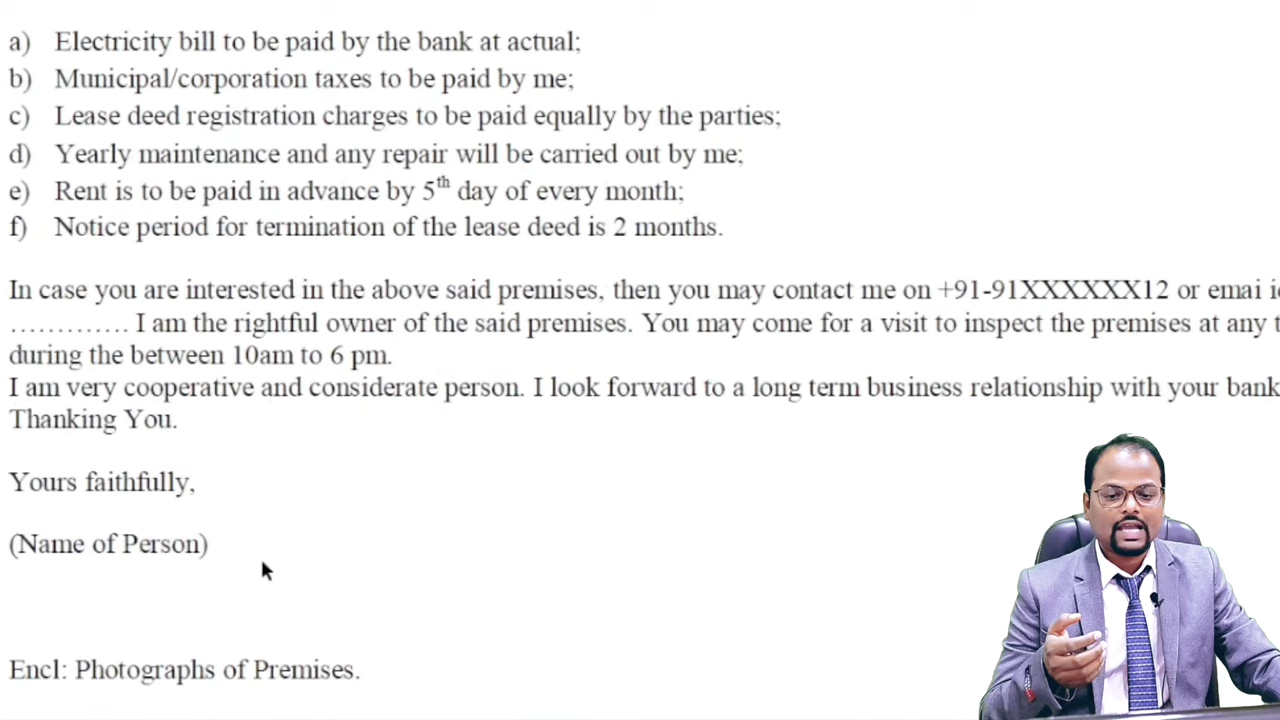 a) Electricity bill to be paid by the bank at actual;
b) Municipal/corporation taxes to be paid by me;
c) Lease deed registration charges to be paid equally by the parties;
d) Yearly maintenance and any repair will be carried out by me;
e) Rent is to be paid in advance by 5th day of every month;
f) Notice period for termination of the lease deed is 2 months.
In case you are interested in the above said premises, then you may contact me on +91-91XXXXXXX12 or emai
…………. I am the rightful owner of the said premises. You may come for a visit to inspect the premises at any
during the between 10am to 6 pm.
I am very cooperative and considerate person. I look forward to a long term business relationship with your bank
Thanking You.
Yours faithfully,
(Name of Person)
Encl: Photographs of Premises.